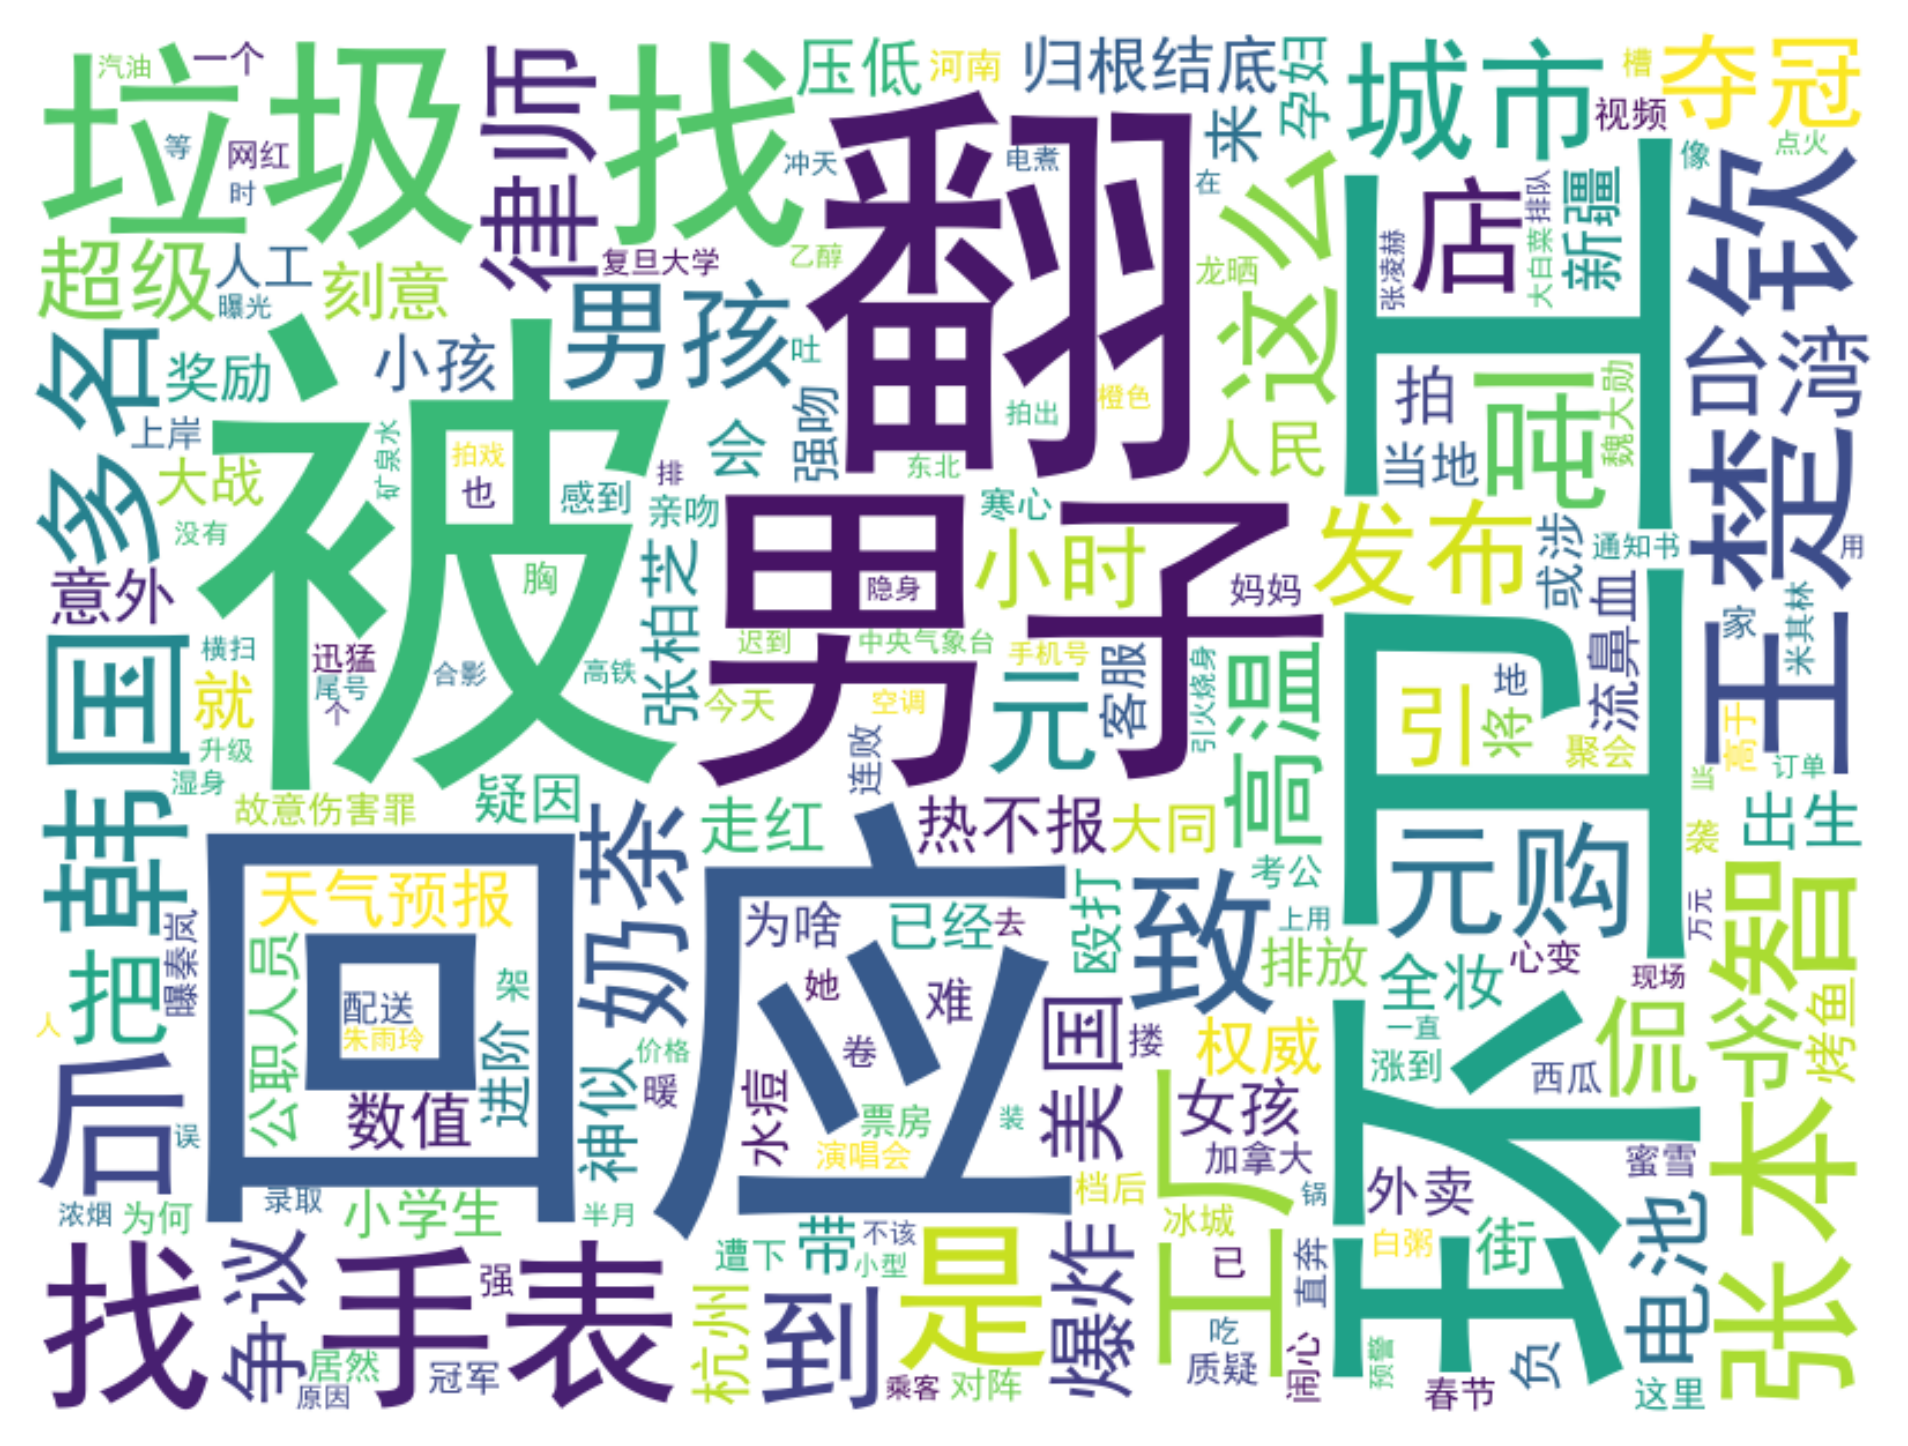 汽油
一个
垃圾找
等
网红
时
律师
压低
河南
归根结底
孕妇
城市
槽
夺冠
视频
点火
冲天
翻
电煮
来
在
像
超级
人工
刻意
曝光
复旦大学
乙醇
龙晒
这么
张凌赫
店
大白菜
排队
新疆
王楚钦
多名
奖励
小孩
男孩
吐
强吻
拍出
橙色
环卫工
拍
吨
魏大勋
台湾
上岸
大战
没有
矿泉水
被
拍戏
也
感到
排
会
亲吻
东北
寒心
人民
当地
意外
胸
张柏芝
男子
隐身
小时
妈妈
发布
或涉
通知书
用
韩国
横扫
就
迅猛
尾号
个
合影
高铁
迟到
中央气象台
手机号
今天
空调
元
客服
引火烧身
高温
引
将
地
流鼻血
家
米其林
升级
湿身
连败
聚会
高于
当
订单
故意伤害罪
疑因
奶茶
走红
热不报
大同
考公
元购
袭
出生
回应
天气预报
把
曝秦岚
公职人员
配送
朱雨玲
架
进阶
数值
为啥
已经
去
殴打
致
上用
排放
全妆
心变
万元
现场
张本智和
人
后
误
她
难
卷
价格
暖
神似
水痘
票房
演唱会
装
美国
搂
权威
女孩
加拿大
一直
涨到
西瓜
侃
烤鱼
浓烟
为何
录取
小学生
半月
档后
工厂
冰城
锅
外卖
蜜雪
找
争议
手表
强
遭下
带
不该
小型
是
爆炸
已
直奔
白粥
街
电池
居然
原因
冠军
杭州
到
乘客
对阵
吃
质疑
闹心
预警
春节
负
这里